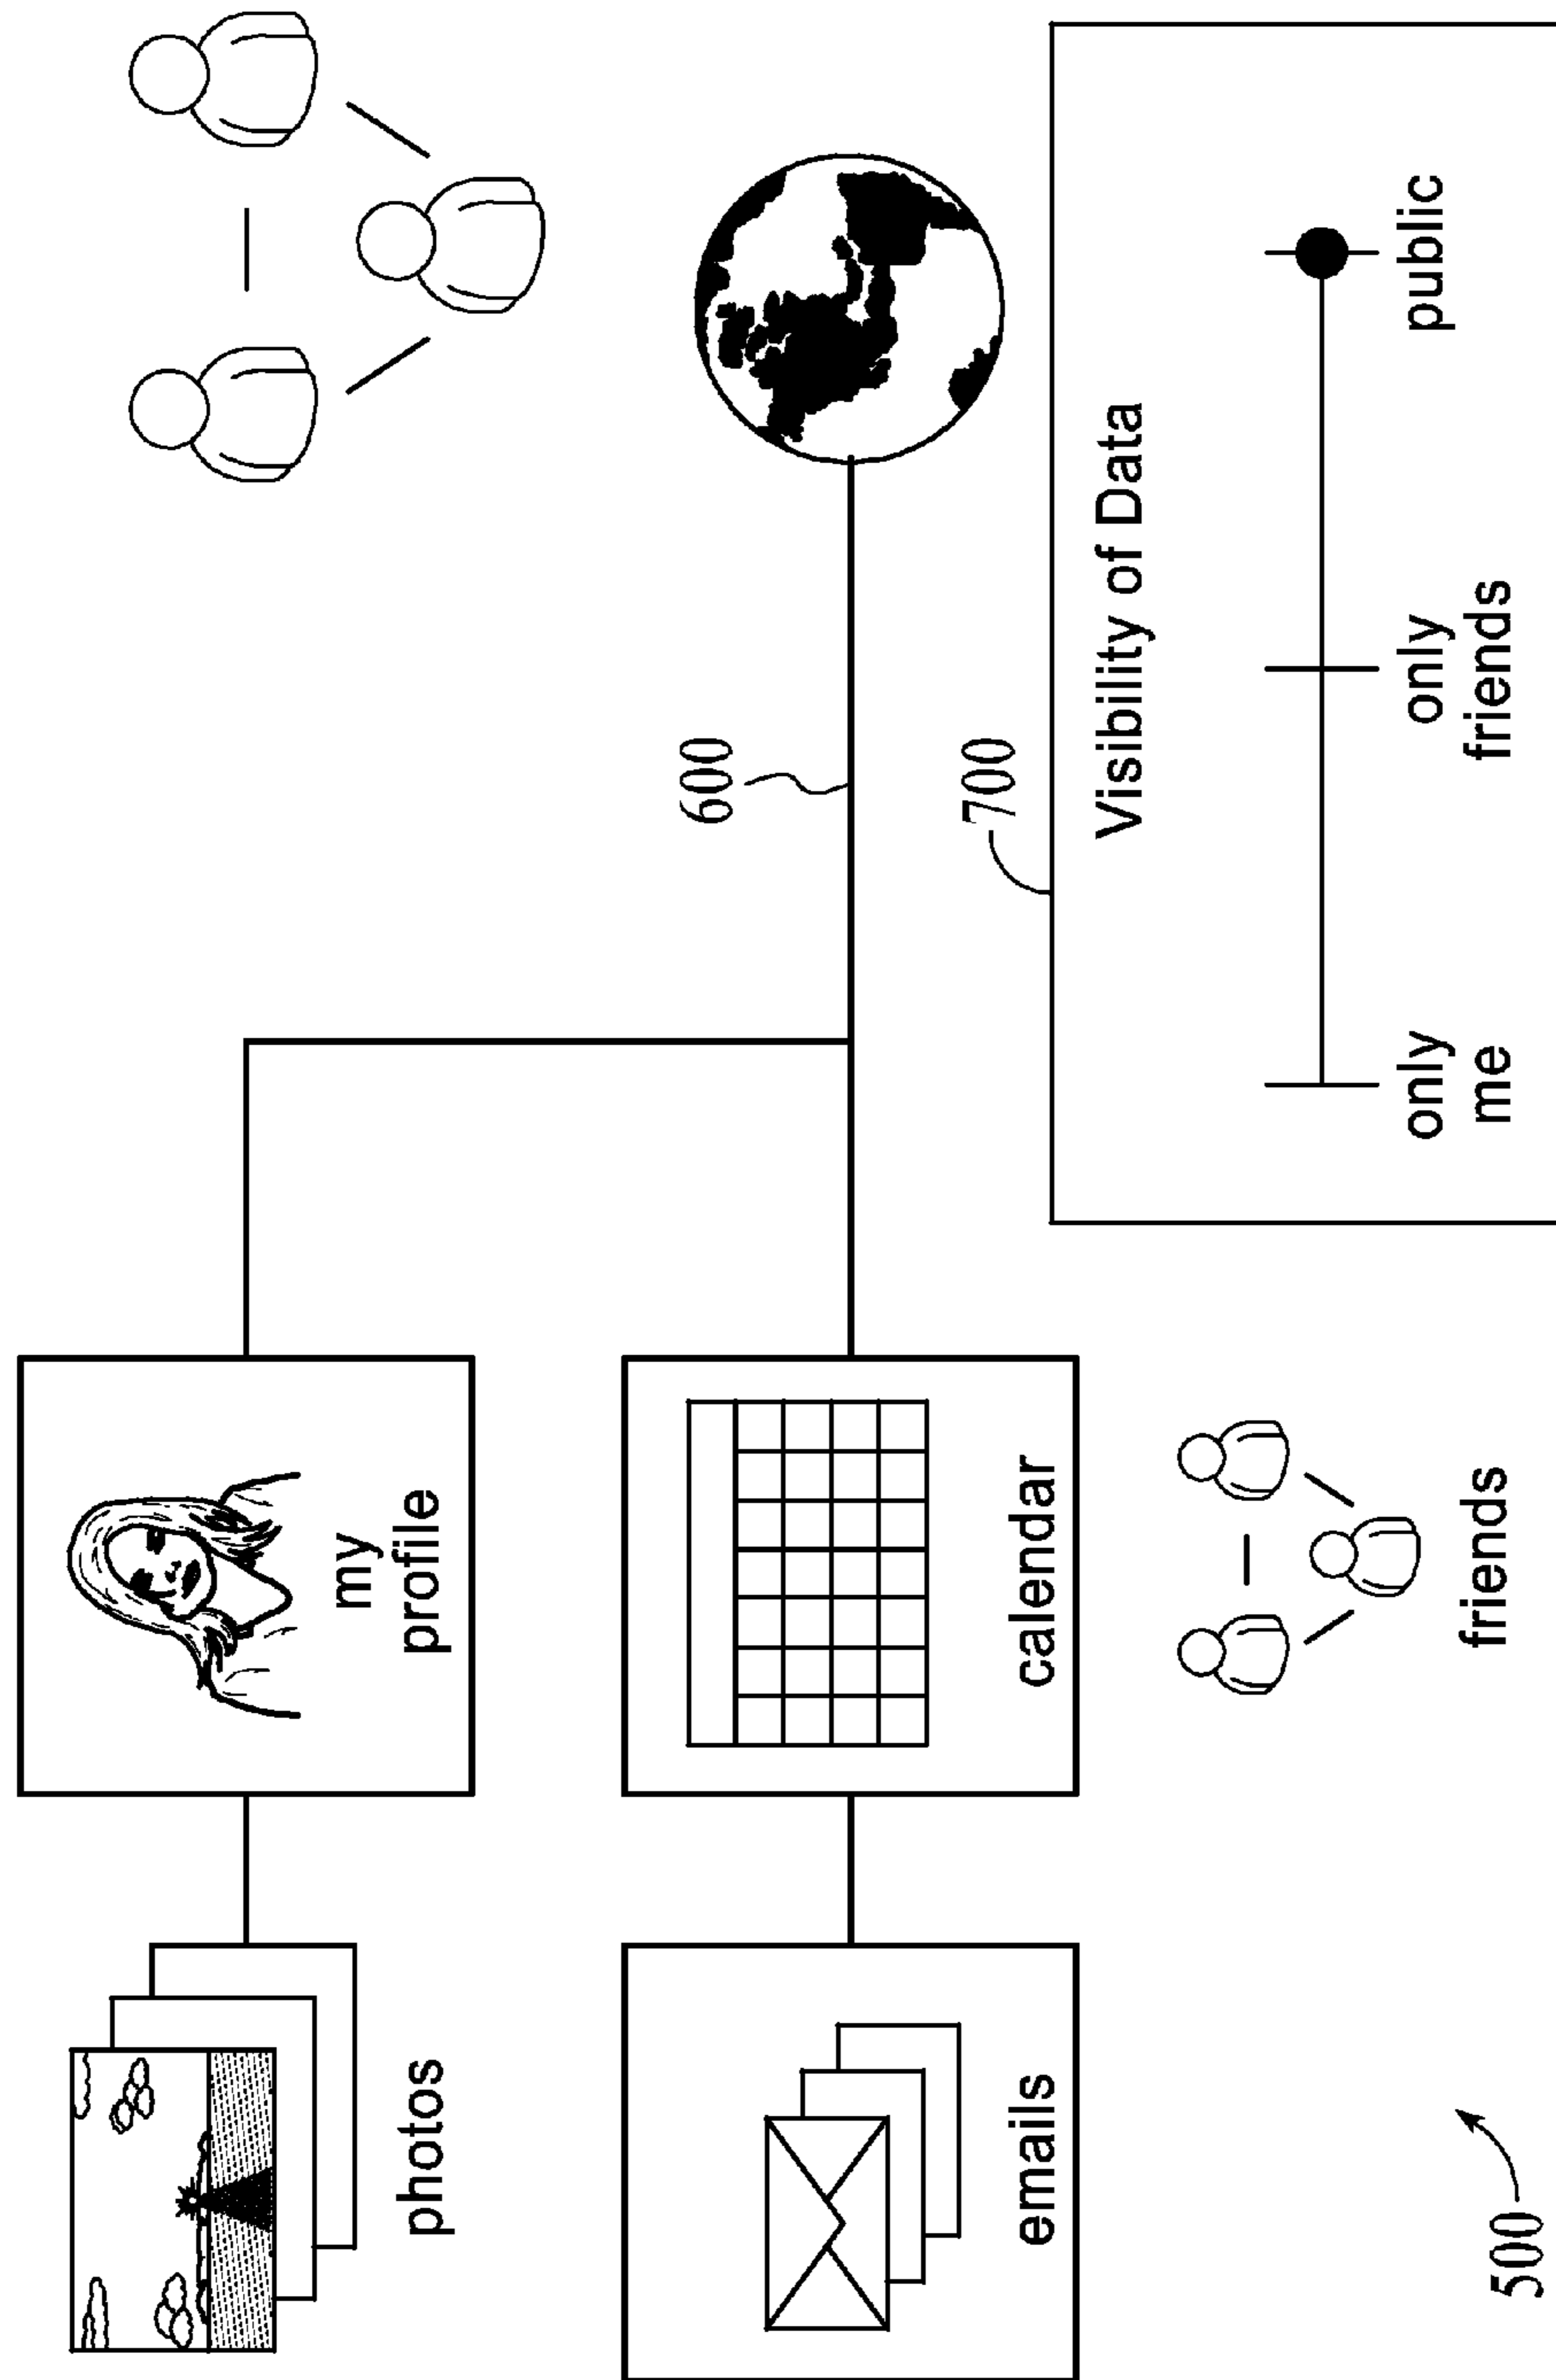 photos
my
profile
emails
calendar
600
700
Visibility of Data
only
me
only
friends
public
friends
500